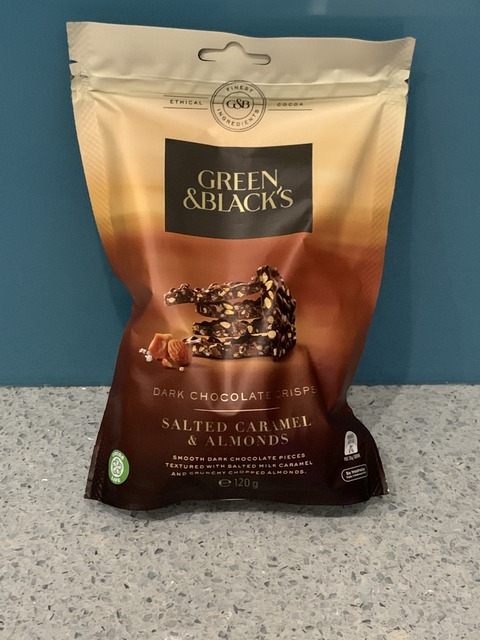 FINEST
ETHICAL G&B COCOA
INGREDIENTS
GREEN
&BLACK'S
DARK CHOCOLATE CRISPS
SALTED CARAMEL
& ALMONDS
SMOOTH DARK CHOCOLATE PIECES
TEXTURED WITH SALTED MILK CARAMEL
AND CRUNCHY CHOPPED ALMONDS.
℮ 120 g